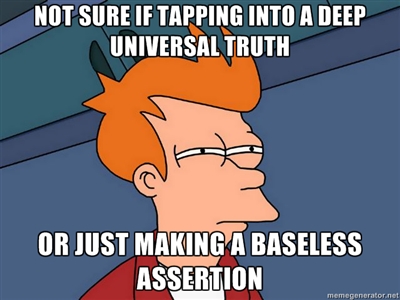 NOT SURE IF TAPPING INTO A DEEP
UNIVERSAL TRUTH
OR JUST MAKING A BASELESS
ASSERTION
memegenerator.net